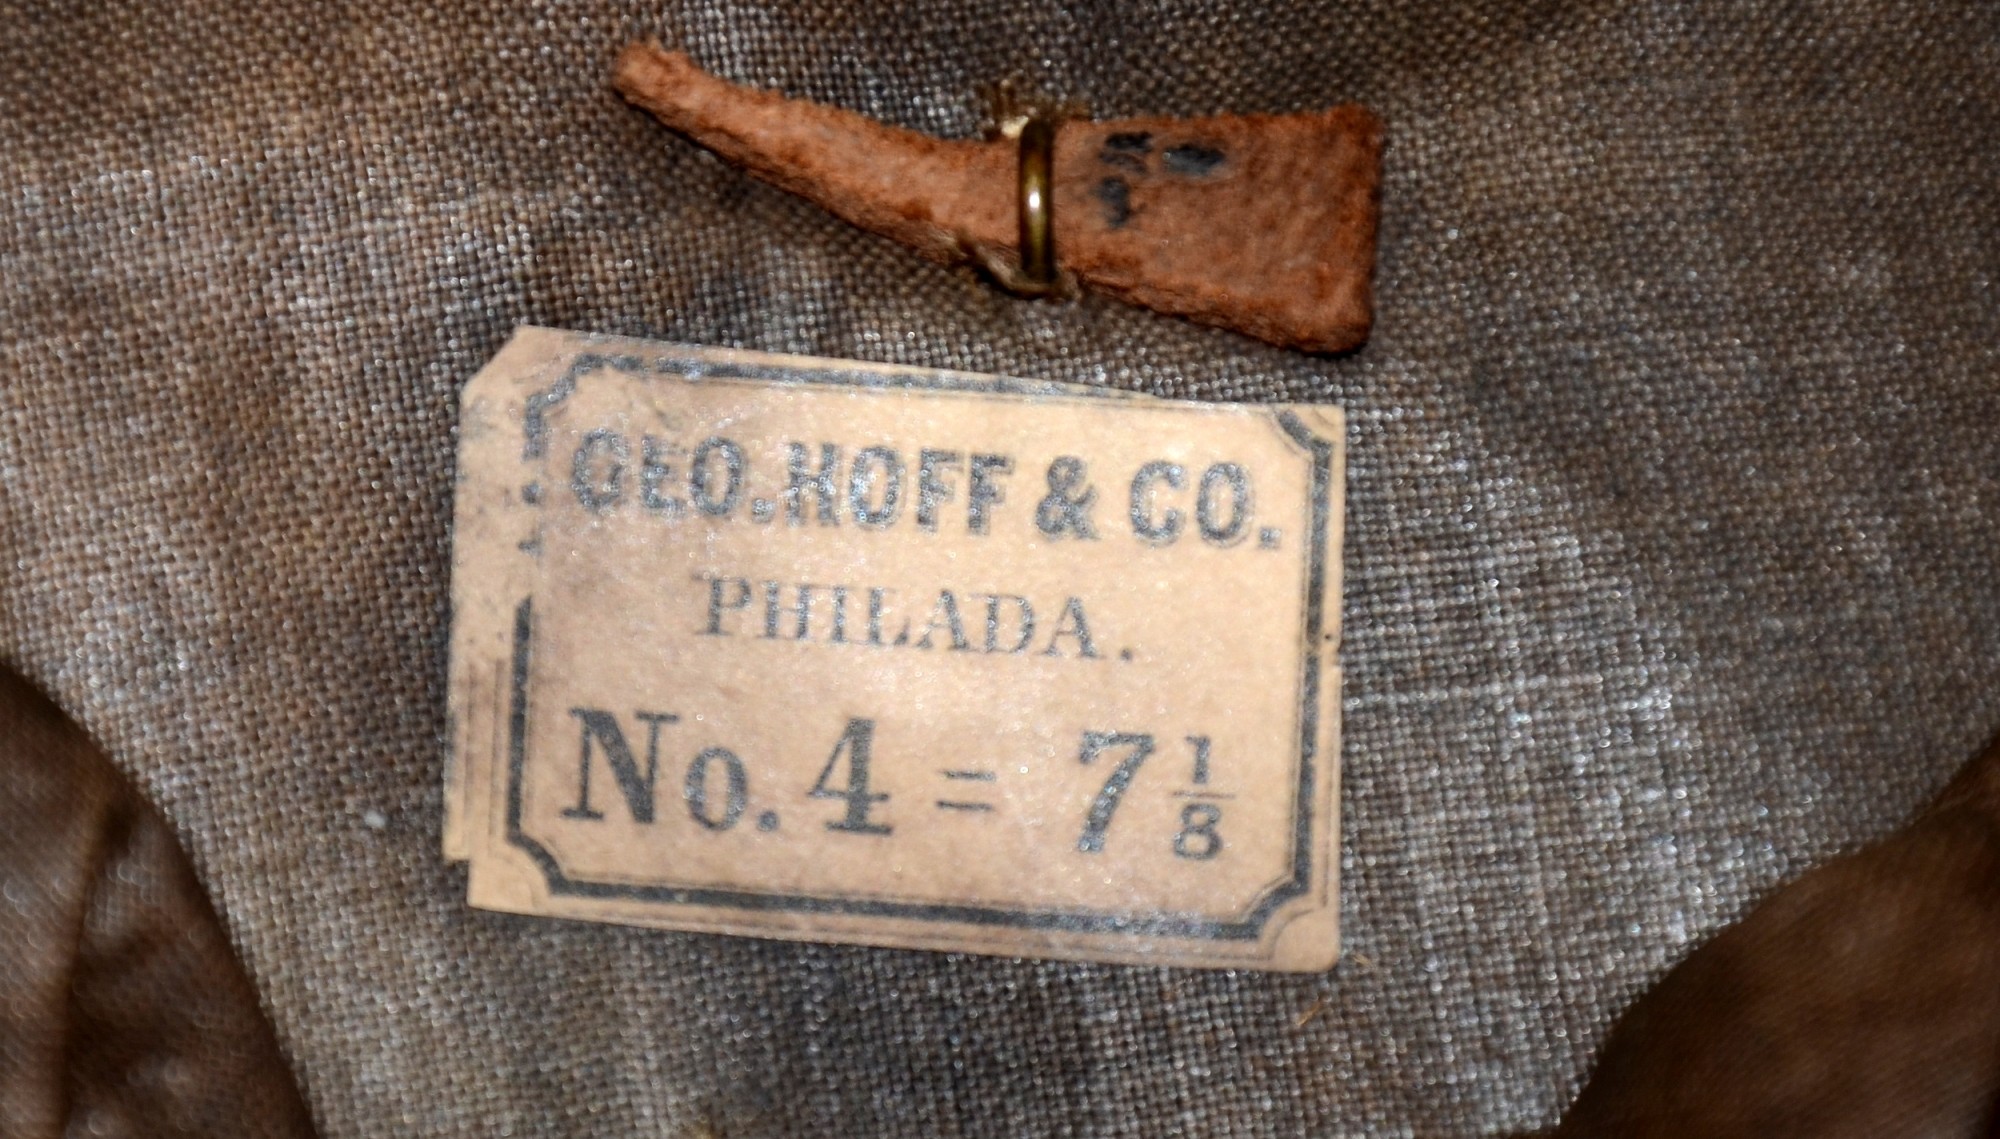 GEO. HOFF & CO.
PHILADA.
No. 4 = 7 1/8